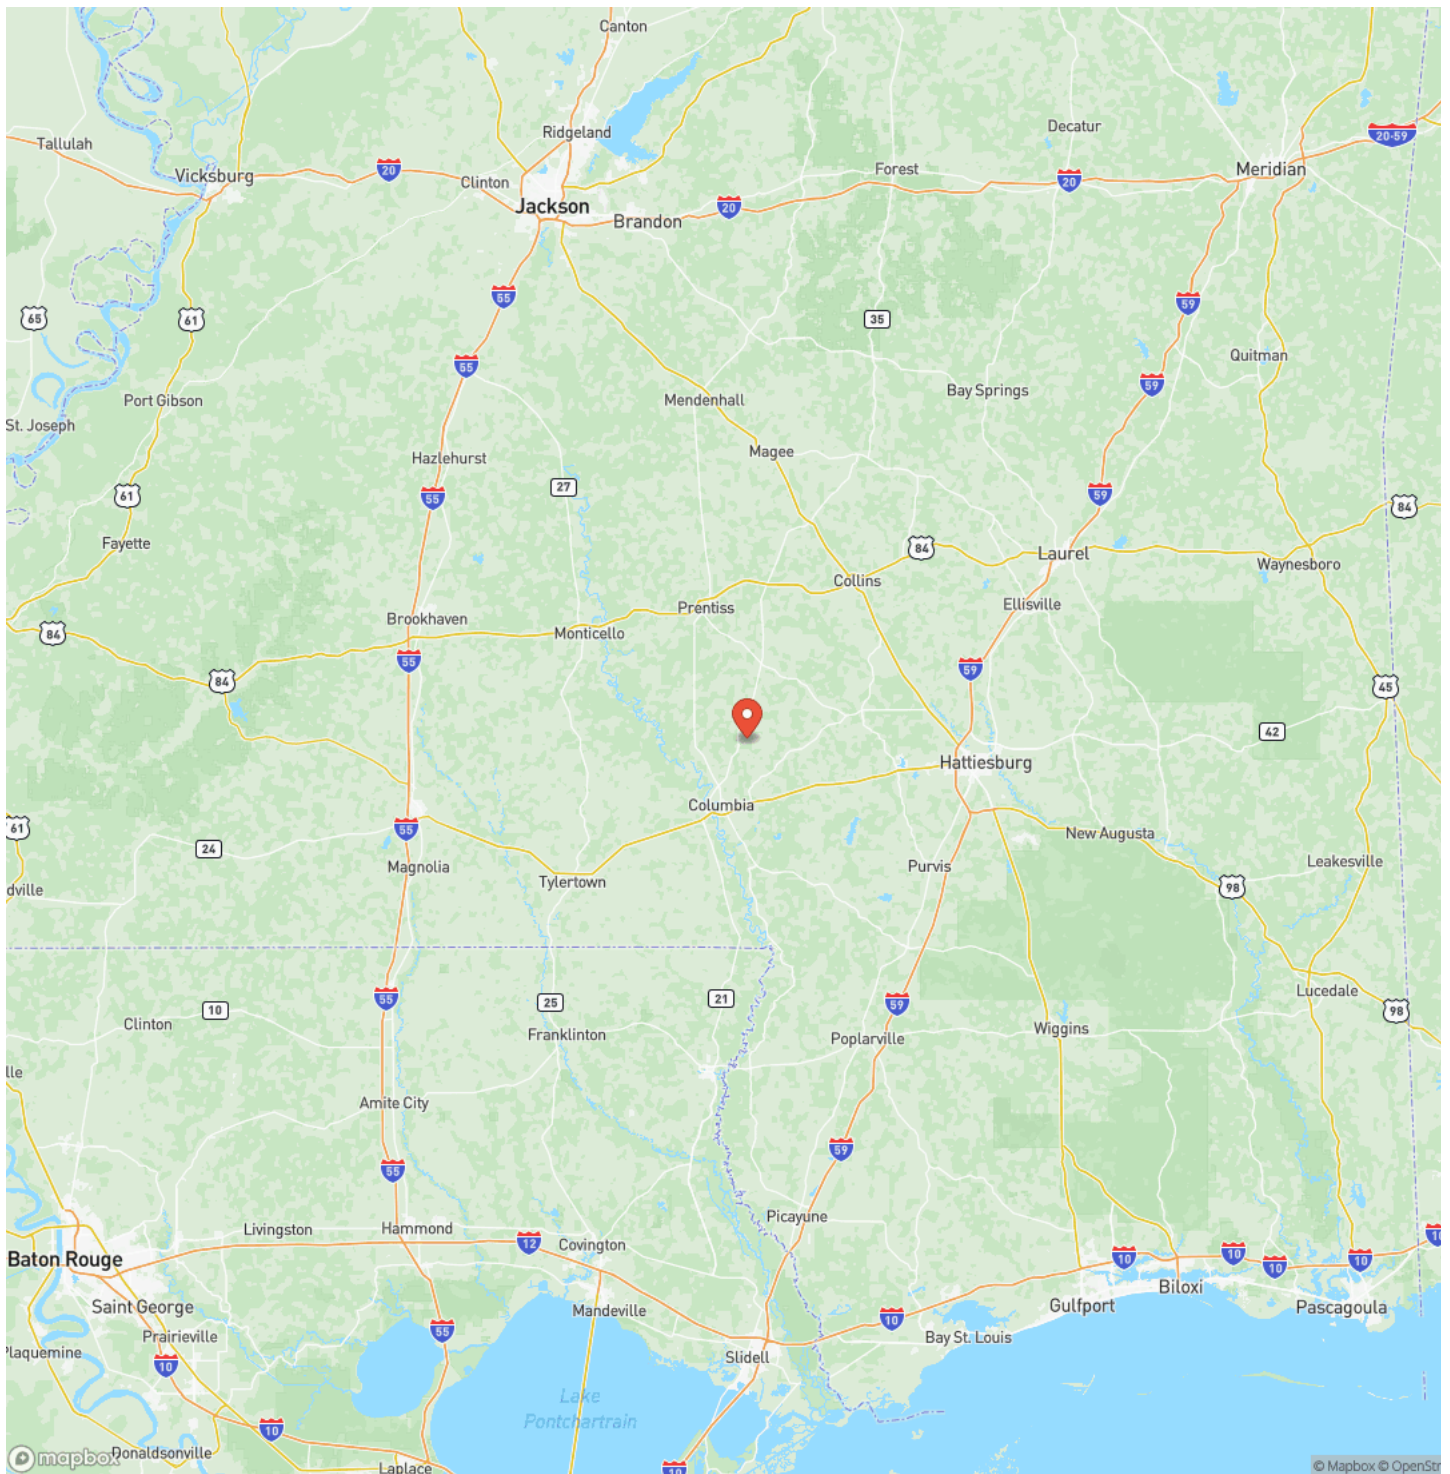 Canton
Ridgeland
Decatur
20-59
Tallulah
Vicksburg
20
Clinton
Forest
Meridian
20
Jackson
Brandon
20
55
59
65
61
35
Quitman
55
59
Port Gibson
Mendenhall
Bay Springs
St. Joseph
Hazlehurst
Magee
27
55
61
59
84
Fayette
84
Laurel
Waynesboro
Collins
Prentiss
Ellisville
Brookhaven
84
Monticello
55
59
84
45
42
Hattiesburg
Columbia
61
55
24
New Augusta
Magnolia
Purvis
Leakesville
Tylertown
dville
98
55
25
21
59
Lucedale
10
98
Clinton
Franklinton
Poplarville
Wiggins
lle
Amite City
59
55
Picayune
Livingston
Hammond
12
Covington
10
10
10
10
10
Baton Rouge
Biloxi
Saint George
Mandeville
Gulfport
Pascagoula
Prairieville
55
10
Bay St. Louis
Plaquemine
10
Slidell
Lake
Pontchartrain
10
mapbox
Donaldsonville
Laplace
10
© Mapbox © OpenStr